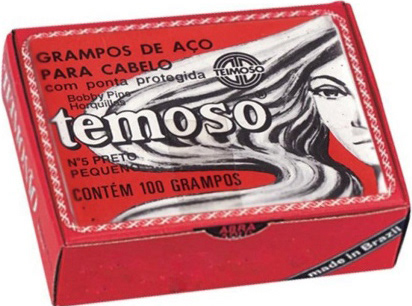 GRAMPOS DE AÇO
PARA CABELO
com ponta protegida
TEIMOSO
Bobby Pins
Horquillas
temoso®
Nº5 PRETO
PEQUENO
CONTÉM 100 GRAMPOS
made in Brazil